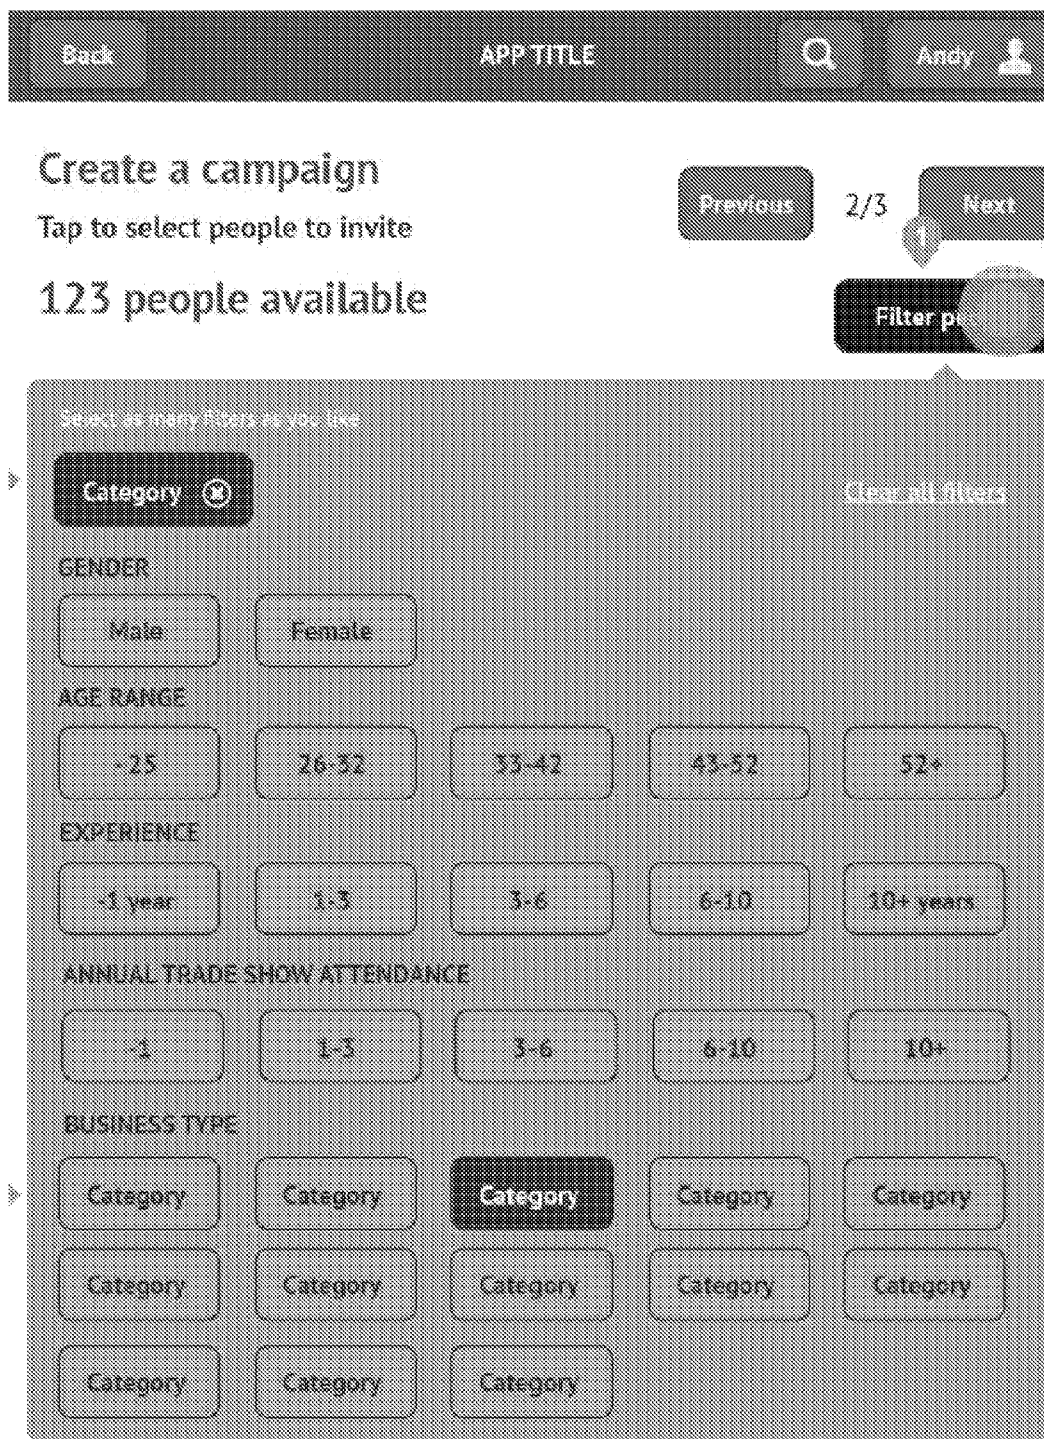 Back APP TITLE Andy
Create a campaign
Previous 2/3 Next
Tap to select people to invite
1
123 people available
Filter
Select as many filters as you like
Category
Clear all filters
GENDER
Male Female
AGE RANGE
- 25 26-32 33-42 43-52 52+
EXPERIENCE
-1 year 1-3 3-6 6-10 10+ years
ANNUAL TRADE SHOW ATTENDANCE
-1 1-3 3-6 6-10 10+
BUSINESS TYPE
Category Category Category Category Category
Category Category Category Category Category
Category Category Category